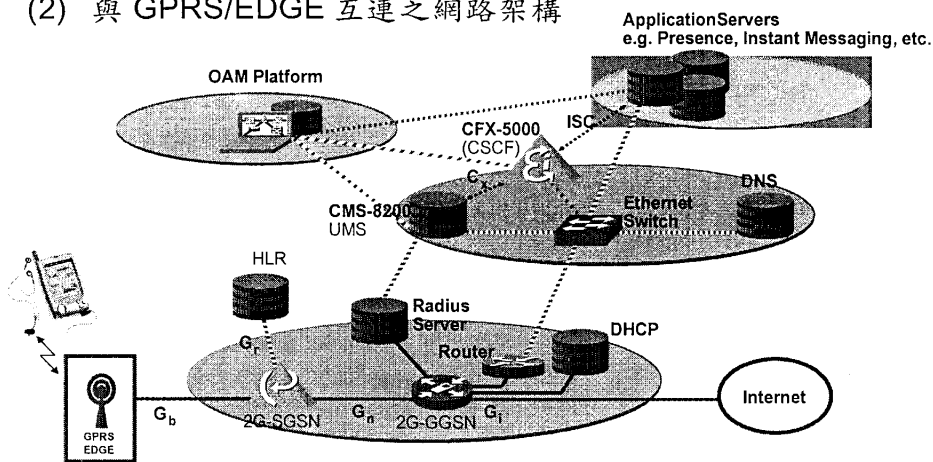 (2) 與 GPRS/EDGE 互連之網路架構
ApplicationServers
e.g. Presence, Instant Messaging, etc.
OAM Platform
ISC
CFX-5000
(CSCF)
Cx
DNS
CMS-8200
UMS
Ethernet
Switch
HLR
Radius
Server
DHCP
Router
Gr
Gb
2G-SGSN
Gn
2G-GGSN
Gi
Internet
GPRS
EDGE